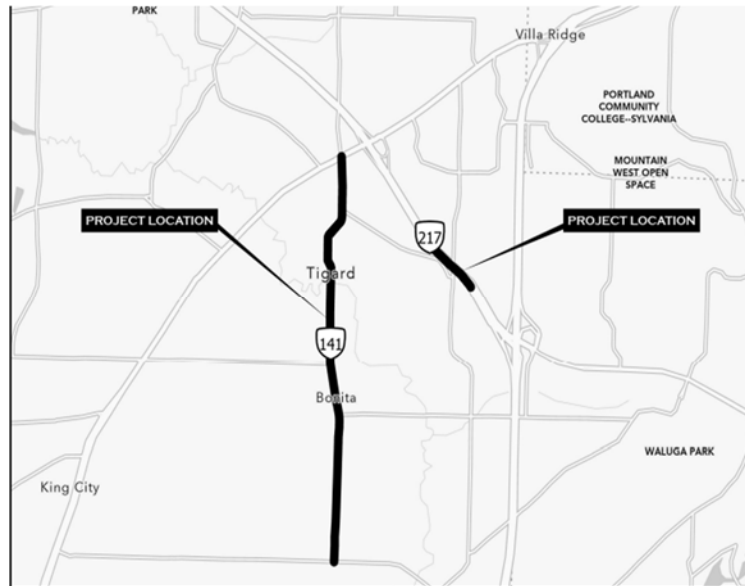 PARK
Villa Ridge
PORTLAND
COMMUNITY
COLLEGE--SYLVANIA
MOUNTAIN
WEST OPEN
SPACE
PROJECT LOCATION
PROJECT LOCATION
217
Tigard
141
Bonita
WALUGA PARK
King City